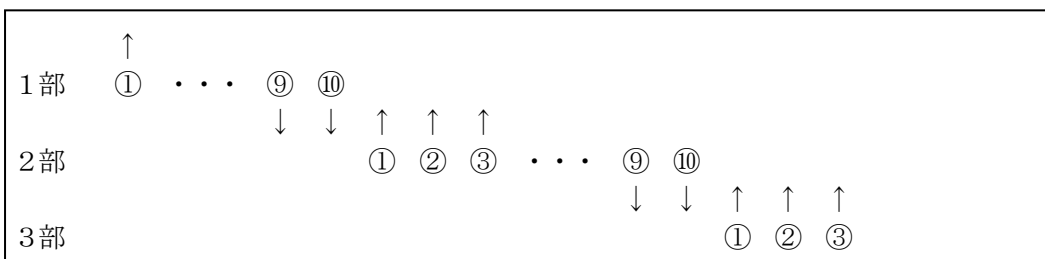 ↑
1部 ① ・・・ ⑨ ⑩
↓ ↓ ↑ ↑ ↑
2部 ① ② ③ ・・・ ⑨ ⑩
↓ ↓ ↑ ↑ ↑
3部 ① ② ③